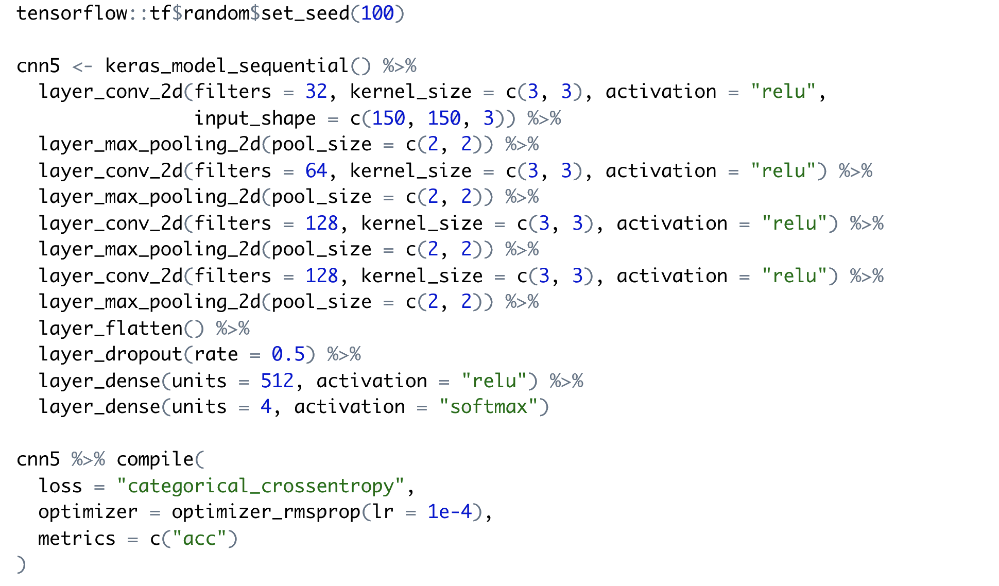 tensorflow::tf$random$set_seed(100)

cnn5 <- keras_model_sequential() %>%
  layer_conv_2d(filters = 32, kernel_size = c(3, 3), activation = "relu",
                input_shape = c(150, 150, 3)) %>%
  layer_max_pooling_2d(pool_size = c(2, 2)) %>%
  layer_conv_2d(filters = 64, kernel_size = c(3, 3), activation = "relu") %>%
  layer_max_pooling_2d(pool_size = c(2, 2)) %>%
  layer_conv_2d(filters = 128, kernel_size = c(3, 3), activation = "relu") %>%
  layer_max_pooling_2d(pool_size = c(2, 2)) %>%
  layer_conv_2d(filters = 128, kernel_size = c(3, 3), activation = "relu") %>%
  layer_max_pooling_2d(pool_size = c(2, 2)) %>%
  layer_flatten() %>%
  layer_dropout(rate = 0.5) %>%
  layer_dense(units = 512, activation = "relu") %>%
  layer_dense(units = 4, activation = "softmax")

cnn5 %>% compile(
  loss = "categorical_crossentropy",
  optimizer = optimizer_rmsprop(lr = 1e-4),
  metrics = c("acc")
)